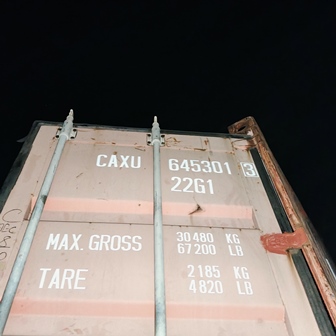 CAXU 645301 3
22G1
MAX. GROSS 30480 KG
67200 LB
TARE 2185 KG
4820 LB